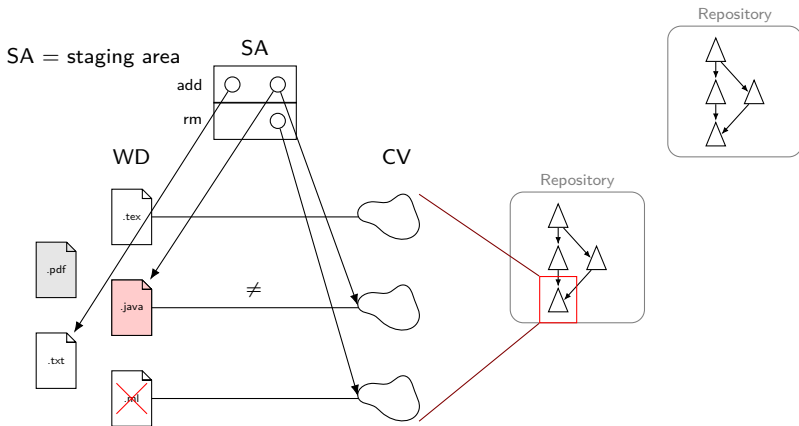 Repository
SA = staging area
SA
add
rm
WD
CV
Repository
.tex
.pdf
.java
≠
.txt
.ml